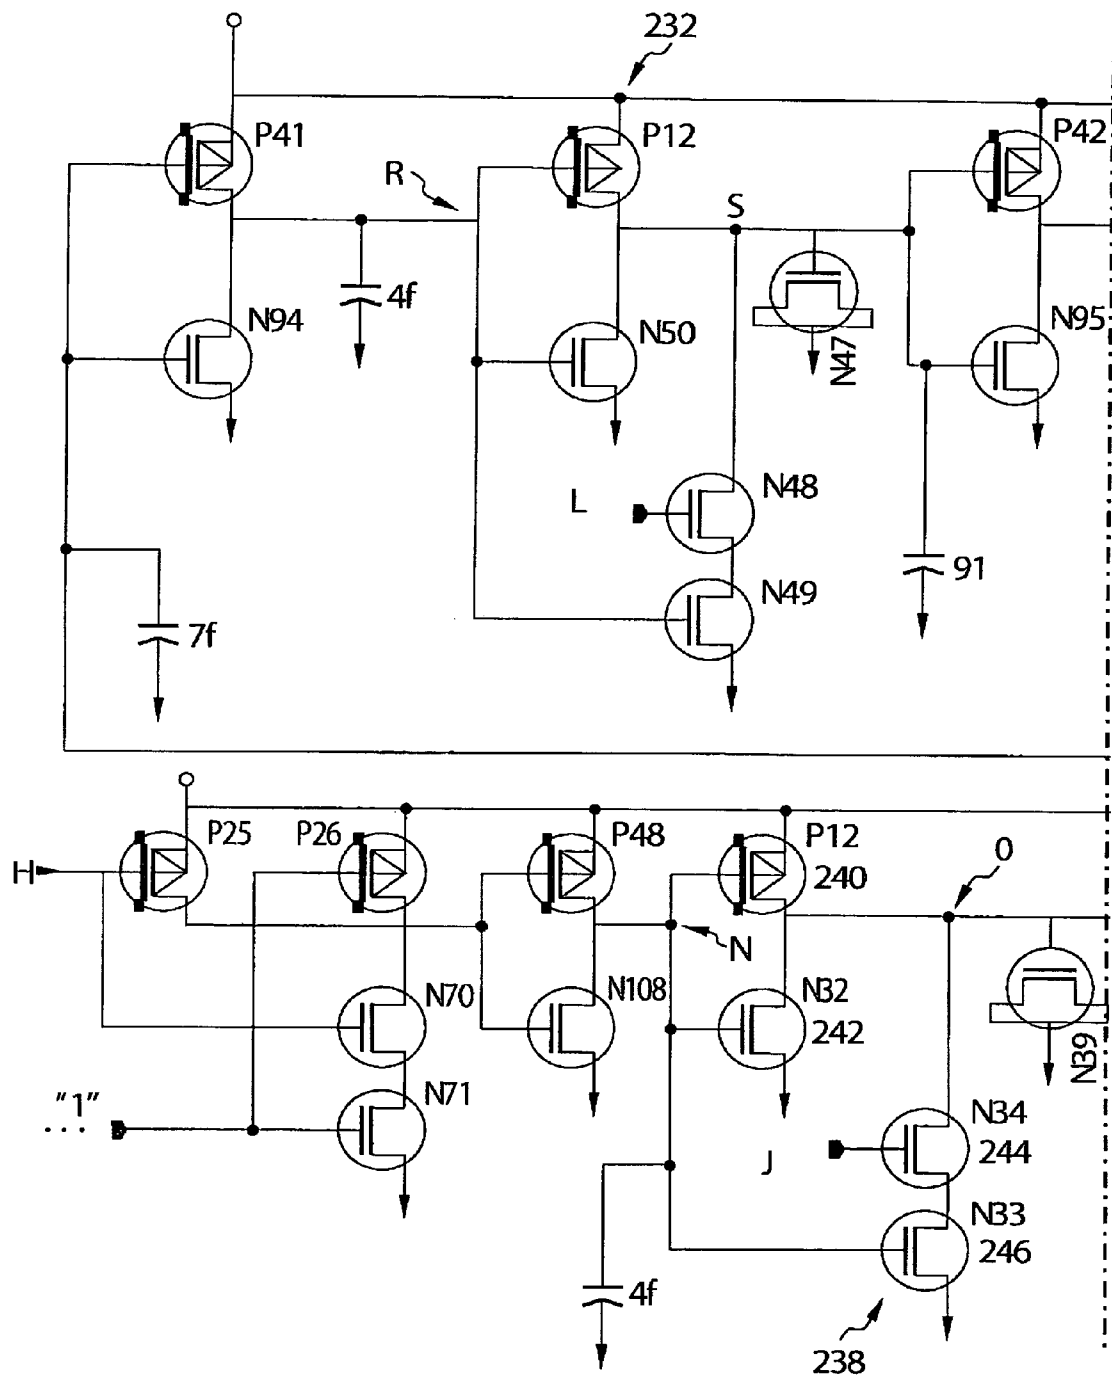 232
P41
P12
P42
R
S
4f
N94
N50
N47
N95
L
N48
91
N49
7f
P25
P26
P48
P12
240
O
H
N
N70
N108
N32
242
N39
"1"
. . .
N71
N34
244
J
N33
246
4f
238